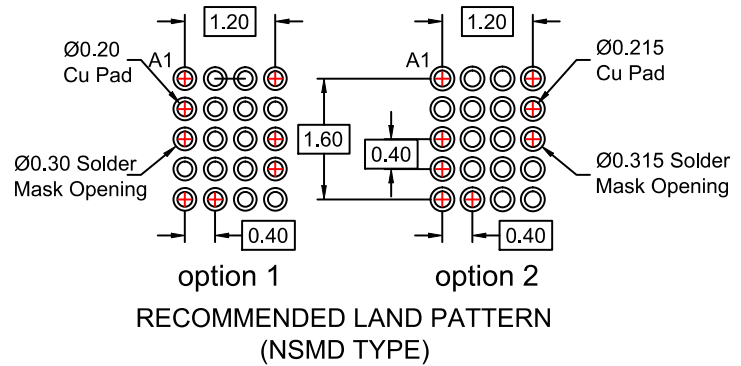 1.20
1.20
Ø0.20
Cu Pad
A1
A1
Ø0.215
Cu Pad
1.60
0.40
Ø0.30 Solder
Mask Opening
Ø0.315 Solder
Mask Opening
0.40
0.40
option 1
option 2
RECOMMENDED LAND PATTERN
(NSMD TYPE)